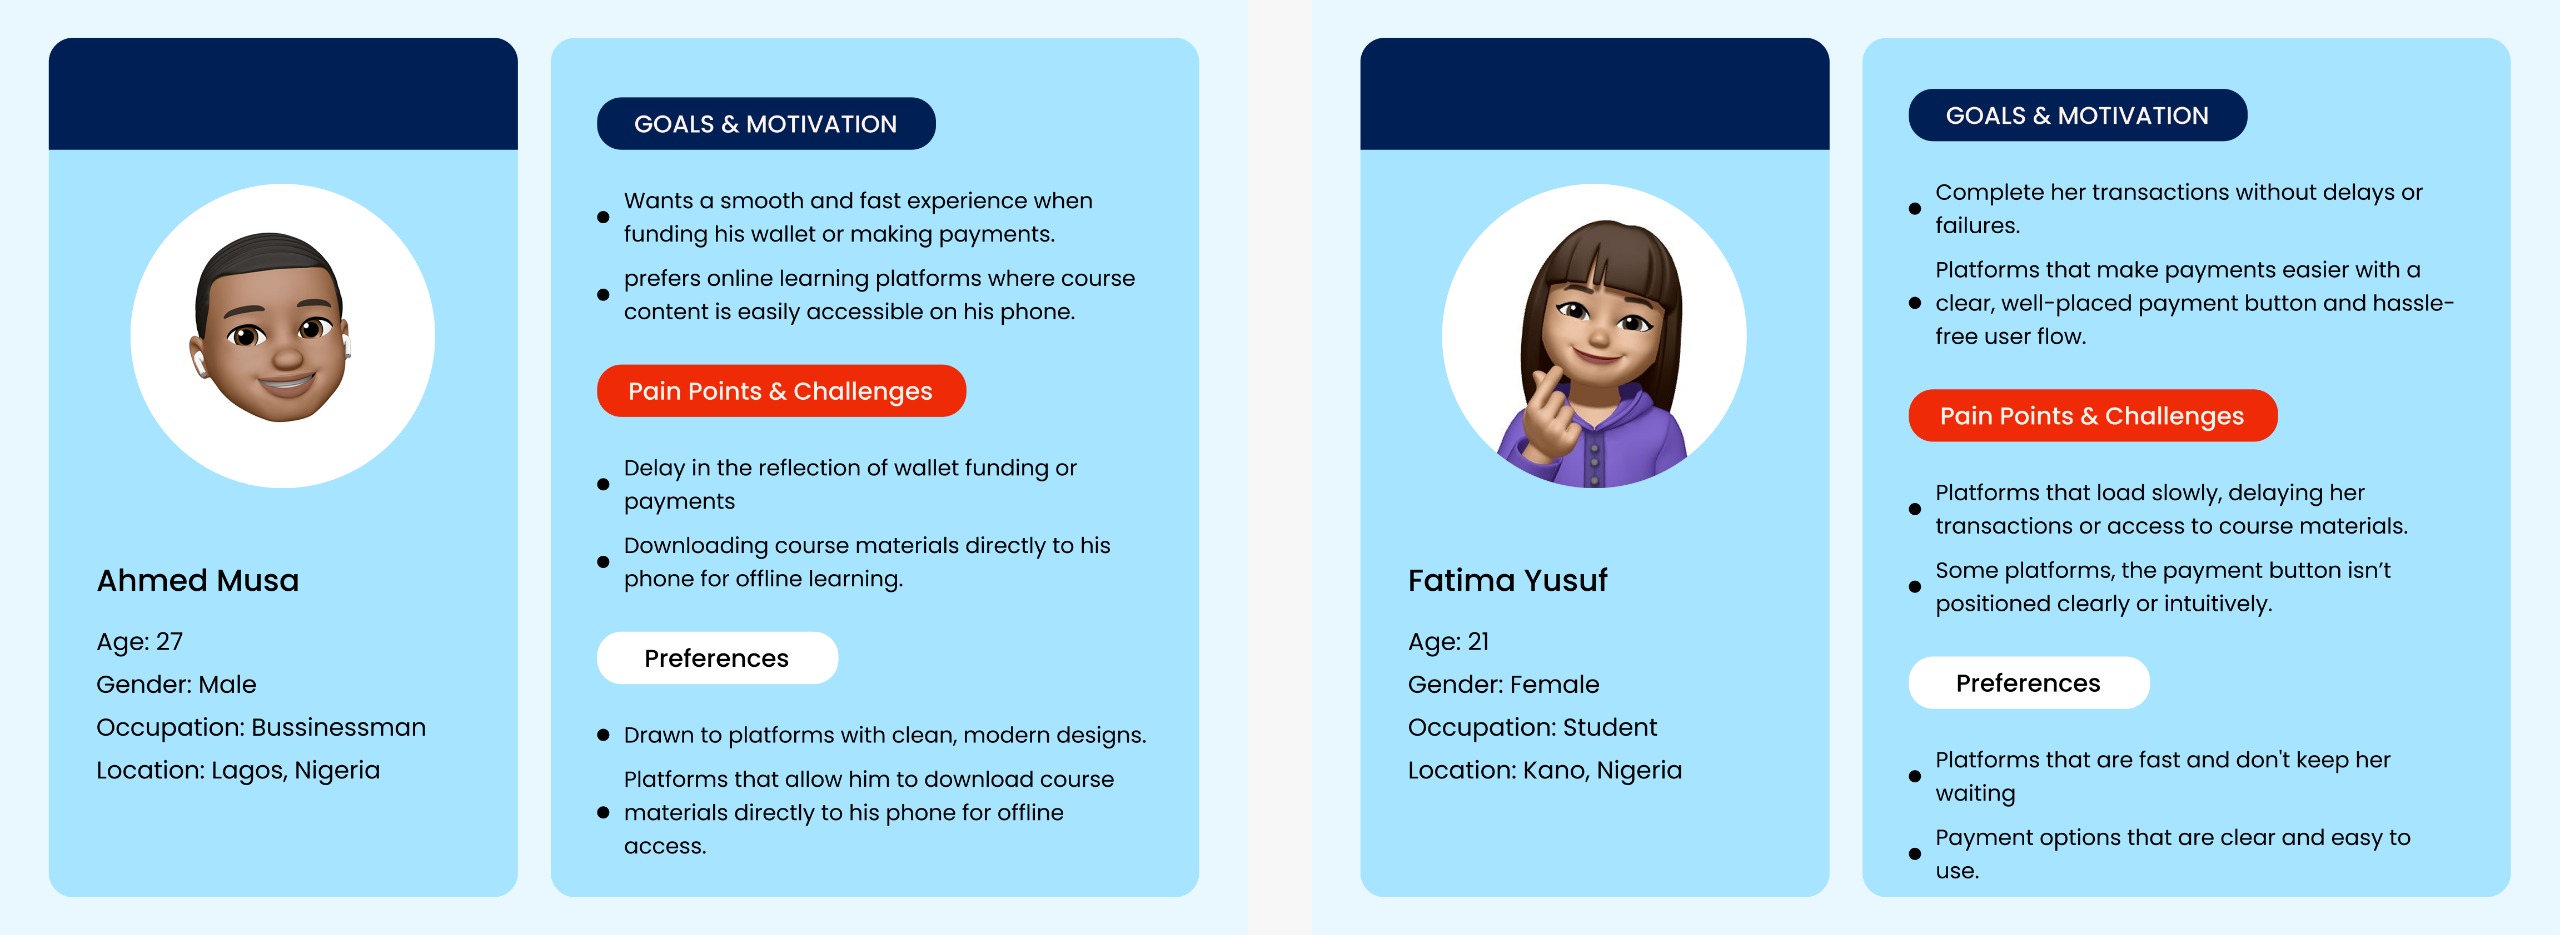 Ahmed Musa
Age: 27
Gender: Male
Occupation: Bussinessman
Location: Lagos, Nigeria
GOALS & MOTIVATION
Wants a smooth and fast experience when
funding his wallet or making payments.
prefers online learning platforms where course
content is easily accessible on his phone.
Pain Points & Challenges
Delay in the reflection of wallet funding or
payments
Downloading course materials directly to his
phone for offline learning.
Preferences
Drawn to platforms with clean, modern designs.
Platforms that allow him to download course
materials directly to his phone for offline
access.
Fatima Yusuf
Age: 21
Gender: Female
Occupation: Student
Location: Kano, Nigeria
GOALS & MOTIVATION
Complete her transactions without delays or
failures.
Platforms that make payments easier with a
clear, well-placed payment button and hassle-
free user flow.
Pain Points & Challenges
Platforms that load slowly, delaying her
transactions or access to course materials.
Some platforms, the payment button isn’t
positioned clearly or intuitively.
Preferences
Platforms that are fast and don't keep her
waiting
Payment options that are clear and easy to
use.